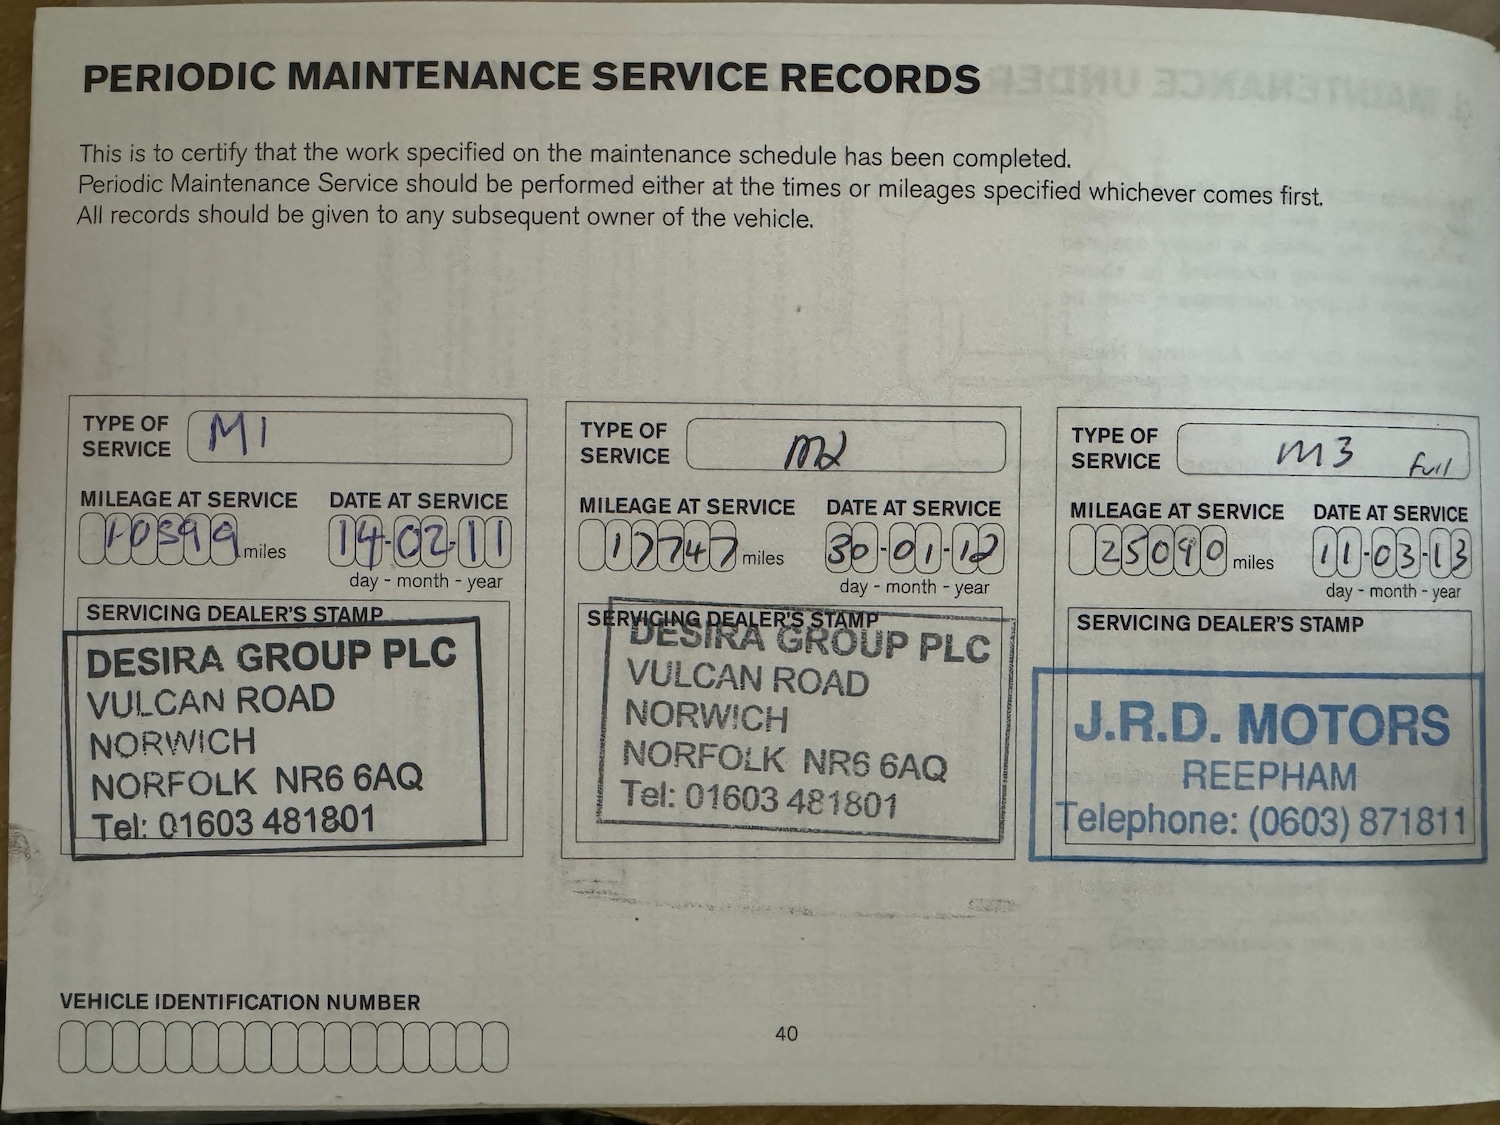 PERIODIC MAINTENANCE SERVICE RECORDS
This is to certify that the work specified on the maintenance schedule has been completed.
Periodic Maintenance Service should be performed either at the times or mileages specified whichever comes first.
All records should be given to any subsequent owner of the vehicle.
TYPE OF
SERVICE M1
MILEAGE AT SERVICE DATE AT SERVICE
miles 14-02-11
day - month - year
SERVICING DEALER'S STAMP
DESIRA GROUP PLC
VULCAN ROAD
NORWICH
NORFOLK NR6 6AQ
Tel: 01603 481801
TYPE OF
SERVICE M2
MILEAGE AT SERVICE DATE AT SERVICE
17747 miles 30-01-12
day - month - year
SERVICING DEALER'S STAMP
DESIRA GROUP PLC
VULCAN ROAD
NORWICH
NORFOLK NR6 6AQ
Tel: 01603 481801
TYPE OF
SERVICE M3 full
MILEAGE AT SERVICE DATE AT SERVICE
25090 miles 11-03-13
day - month - year
SERVICING DEALER'S STAMP
J.R.D. MOTORS
REEPHAM
Telephone: (0603) 871811
VEHICLE IDENTIFICATION NUMBER
40